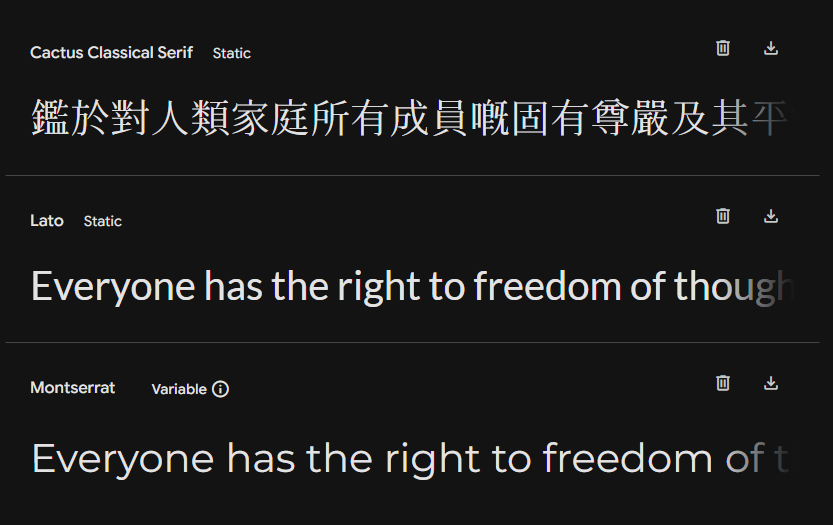 Cactus Classical Serif Static
鑑於對人類家庭所有成員嘅固有尊嚴及其平
Lato Static
Everyone has the right to freedom of though
Montserrat Variable
Everyone has the right to freedom of t